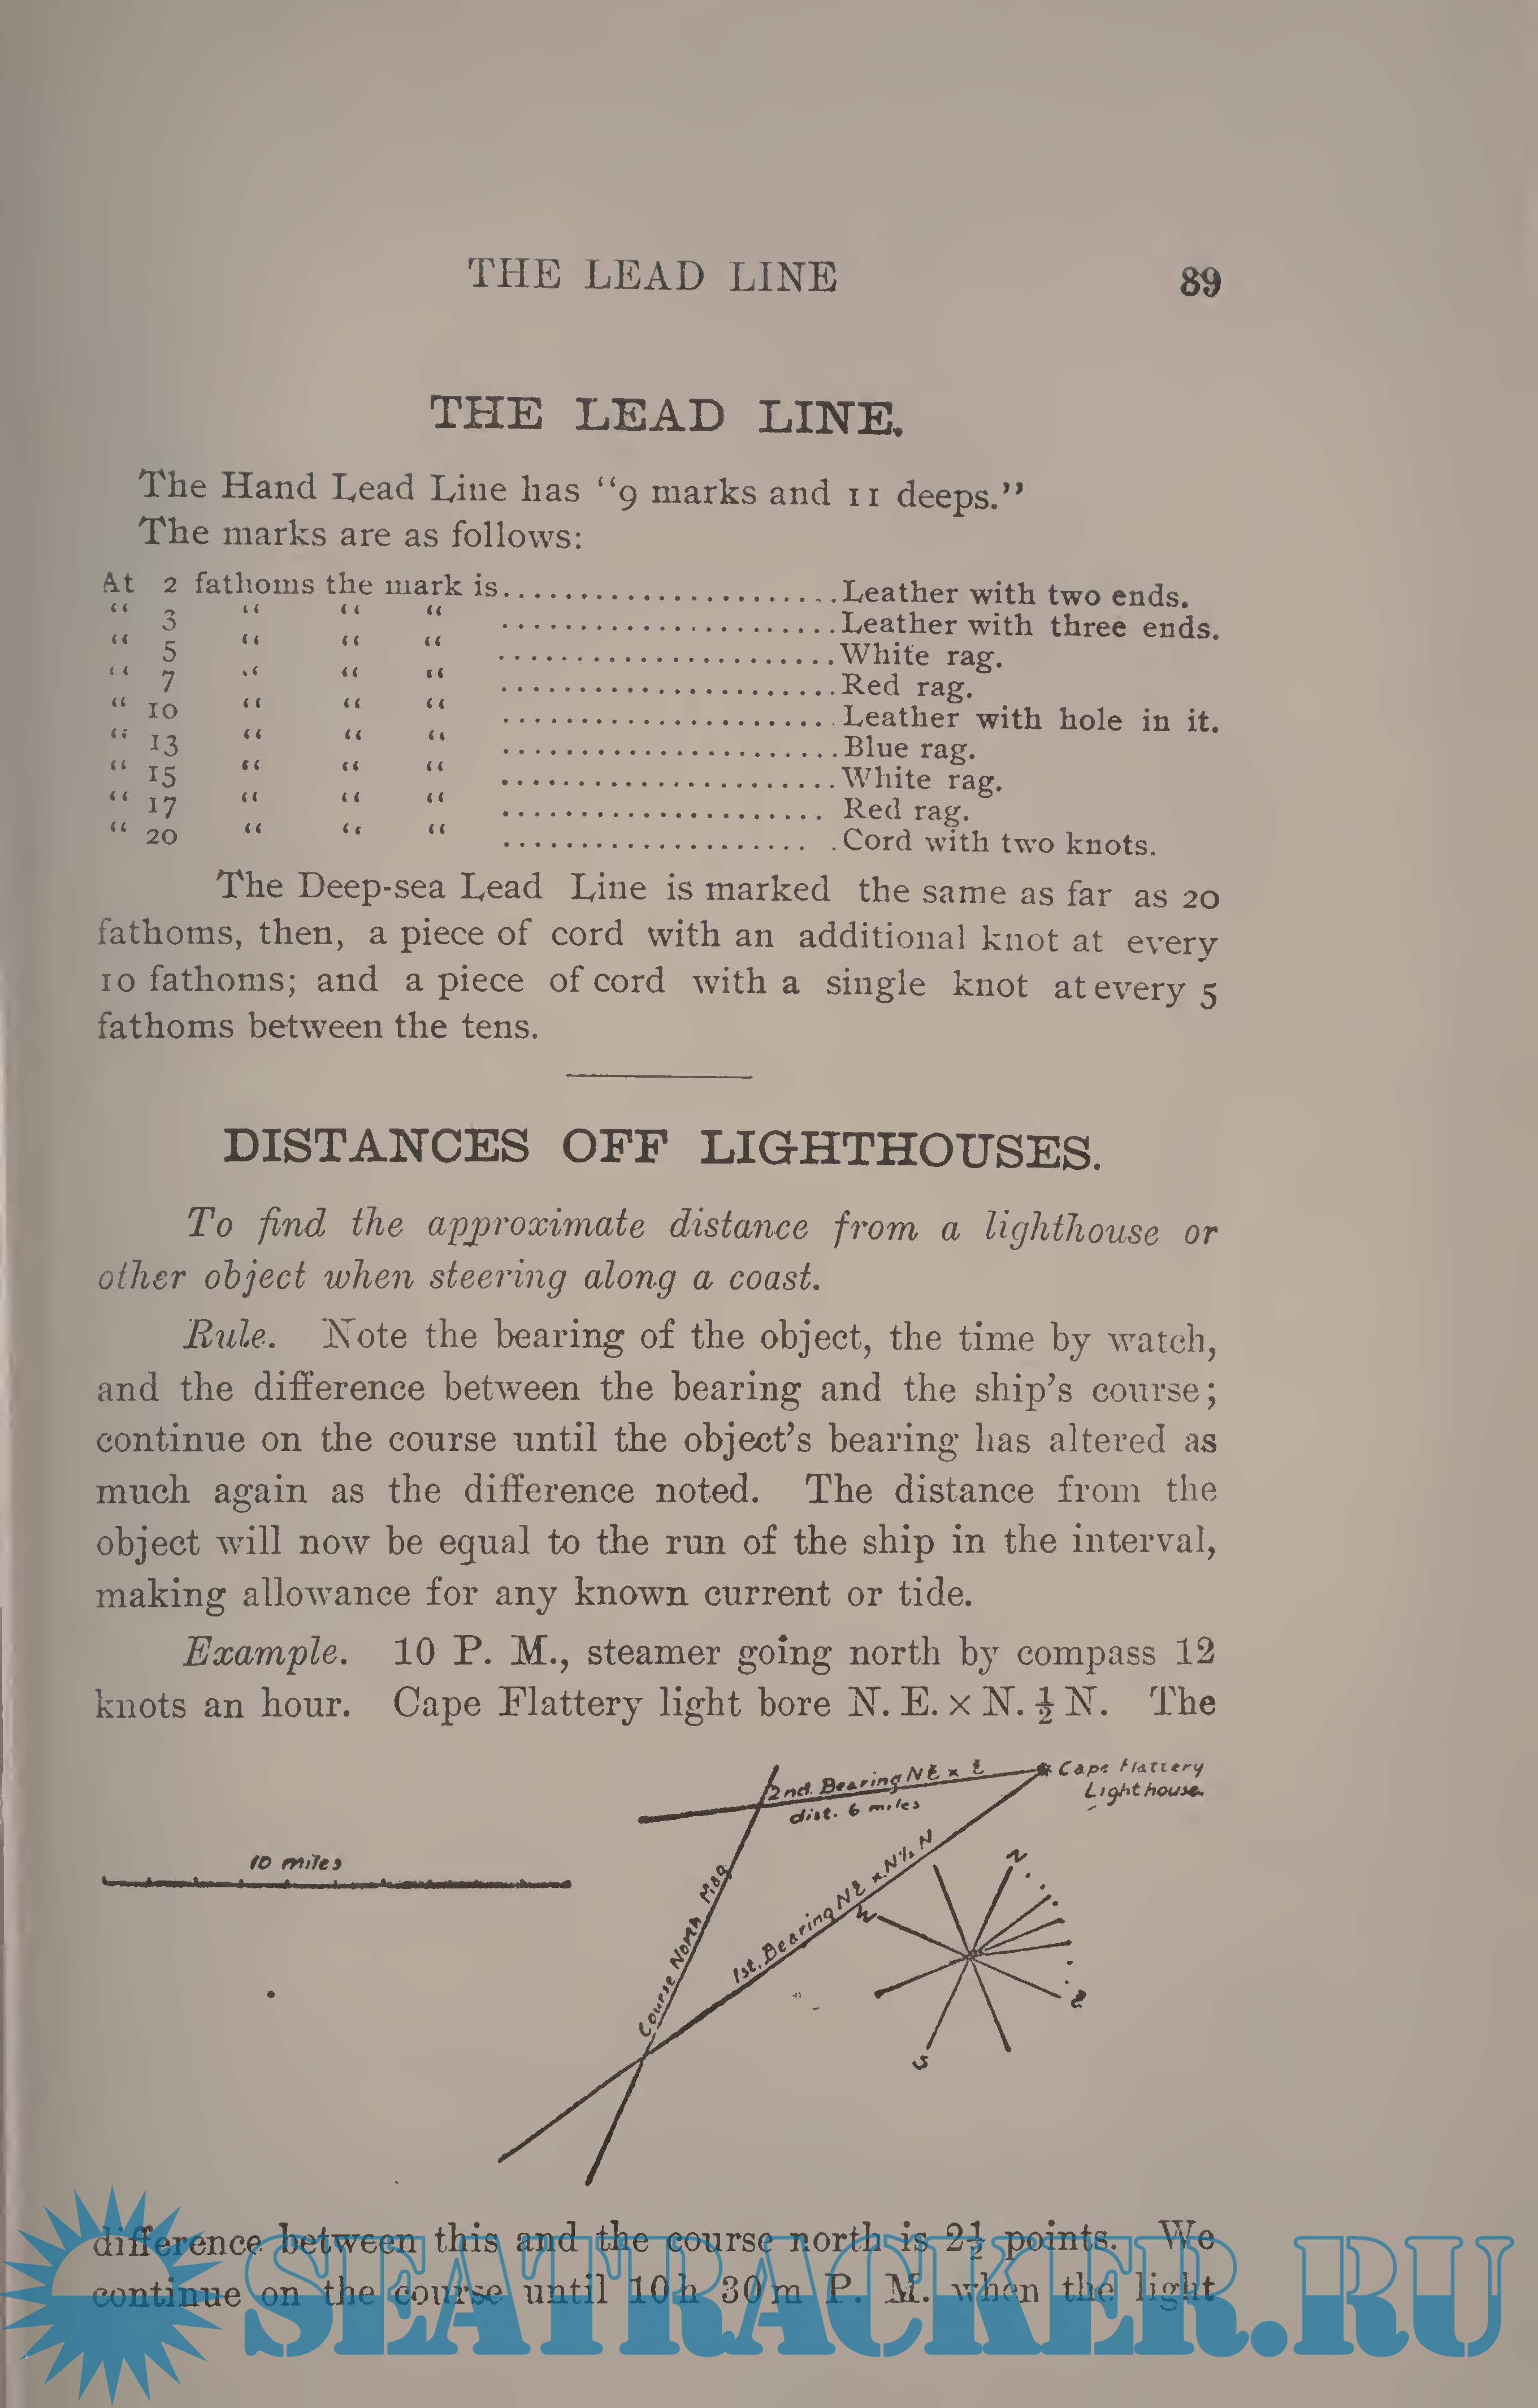 THE LEAD LINE 89
THE LEAD LINE.
The Hand Lead Line has "9 marks and 11 deeps."
The marks are as follows:
At 2 fathoms the mark is......................Leather with two ends.
" 3 " " " ......................Leather with three ends.
" 5 " " " ......................White rag.
" 7 " " " ......................Red rag.
" 10 " " " ......................Leather with hole in it.
" 13 " " " ......................Blue rag.
" 15 " " " ......................White rag.
" 17 " " " ..................... Red rag.
" 20 " " " .................... .Cord with two knots.
The Deep-sea Lead Line is marked the same as far as 20
fathoms, then, a piece of cord with an additional knot at every
10 fathoms; and a piece of cord with a single knot at every 5
fathoms between the tens.
DISTANCES OFF LIGHTHOUSES.
To find the approximate distance from a lighthouse or
other object when steering along a coast.
Rule. Note the bearing of the object, the time by watch,
and the difference between the bearing and the ship's course;
continue on the course until the object's bearing has altered as
much again as the difference noted. The distance from the
object will now be equal to the run of the ship in the interval,
making allowance for any known current or tide.
Example. 10 P. M., steamer going north by compass 12
knots an hour. Cape Flattery light bore N. E. × N. ½ N. The
2nd. Bearing NE × E
dist. 6 miles
Cape Flattery
Lighthouse
10 miles
Course North Mag
1st. Bearing NE × N½ N
N
W
E
S
difference between this and the course north is 2½ points. We
continue on the course until 10 h 30 m P. M. when the light
SEATRACKER.RU